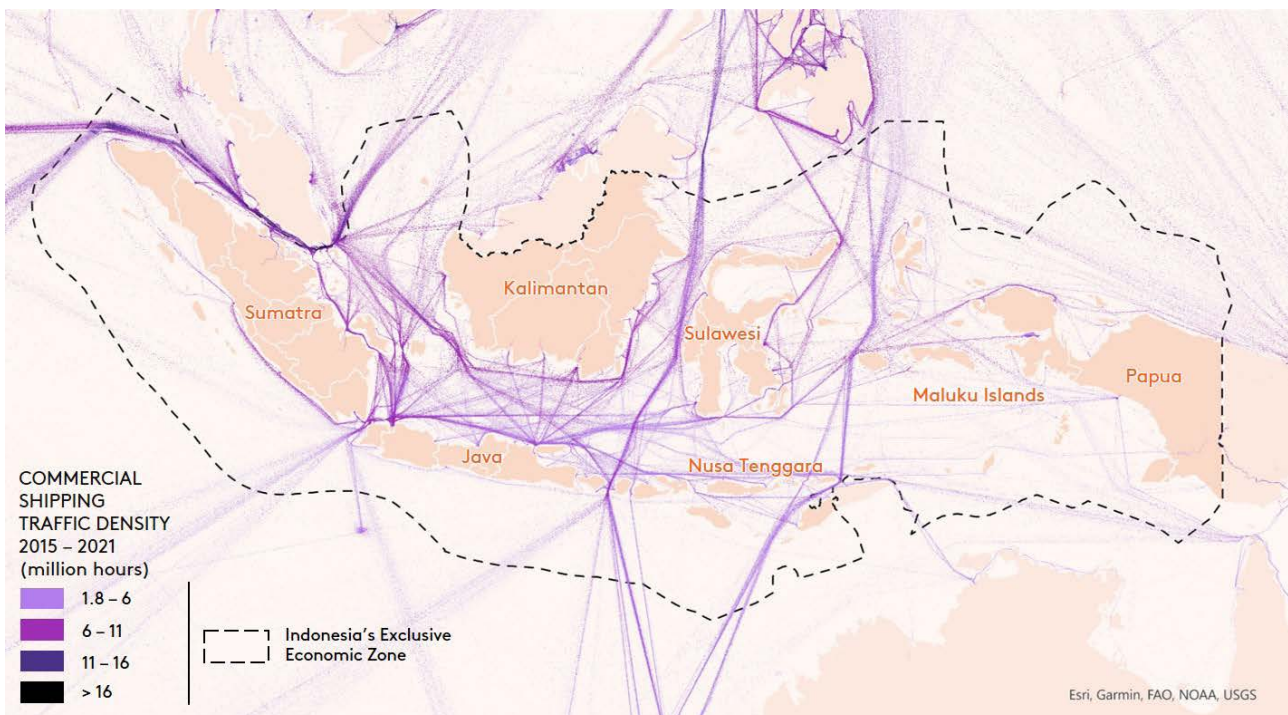 Kalimantan
Sumatra
Sulawesi
Papua
Maluku Islands
Java
Nusa Tenggara
COMMERCIAL
SHIPPING
TRAFFIC DENSITY
2015 – 2021
(million hours)
1.8 – 6
6 – 11
11 – 16
> 16
Indonesia's Exclusive
Economic Zone
Esri, Garmin, FAO, NOAA, USGS